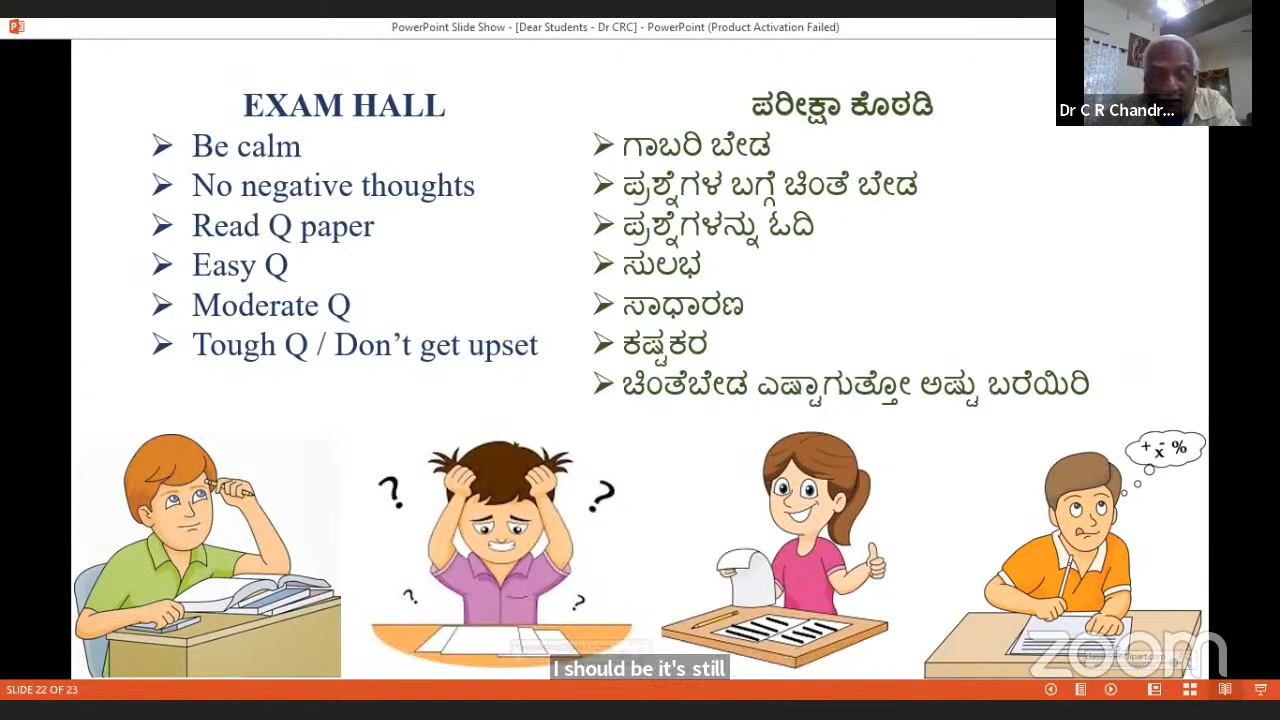 PowerPoint Slide Show - [Dear Students - Dr CRC] - PowerPoint (Product Activation Failed)
Dr C R Chandr...
EXAM HALL
➢ Be calm
➢ No negative thoughts
➢ Read Q paper
➢ Easy Q
➢ Moderate Q
➢ Tough Q / Don’t get upset
ಪರೀಕ್ಷಾ ಕೊಠಡಿ
➢ ಗಾಬರಿ ಬೇಡ
➢ ಪ್ರಶ್ನೆಗಳ ಬಗ್ಗೆ ಚಿಂತೆ ಬೇಡ
➢ ಪ್ರಶ್ನೆಗಳನ್ನು ಓದಿ
➢ ಸುಲಭ
➢ ಸಾಧಾರಣ
➢ ಕಷ್ಟಕರ
➢ ಚಿಂತೆಬೇಡ ಎಷ್ಟಾಗುತ್ತೋ ಅಷ್ಟು ಬರೆಯಿರಿ
? ?
? ?
+ - x %
zoom
I should be it's still
SLIDE 22 OF 23